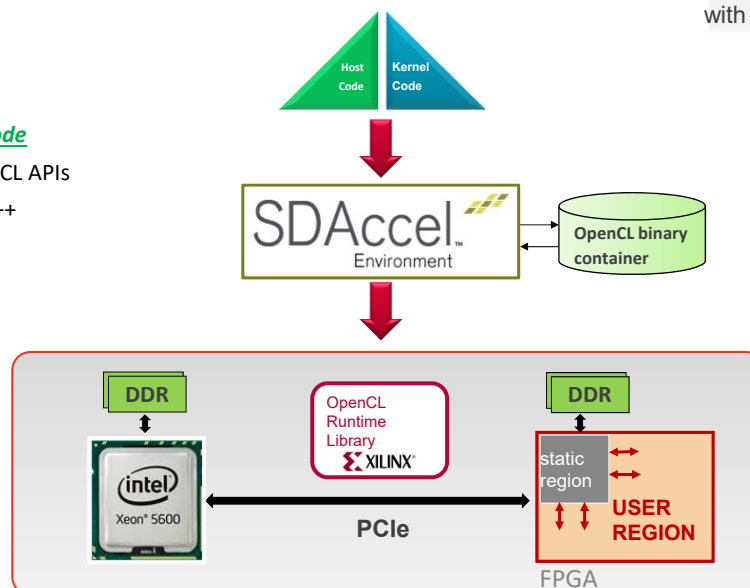 with
Host
Code
Kernel
Code
ode
CL APIs
++
SDAccel™
Environment
OpenCL binary
container
DDR
DDR
OpenCL
Runtime
Library
XILINX®
intel
Xeon® 5600
static
region
USER
REGION
PCIe
FPGA